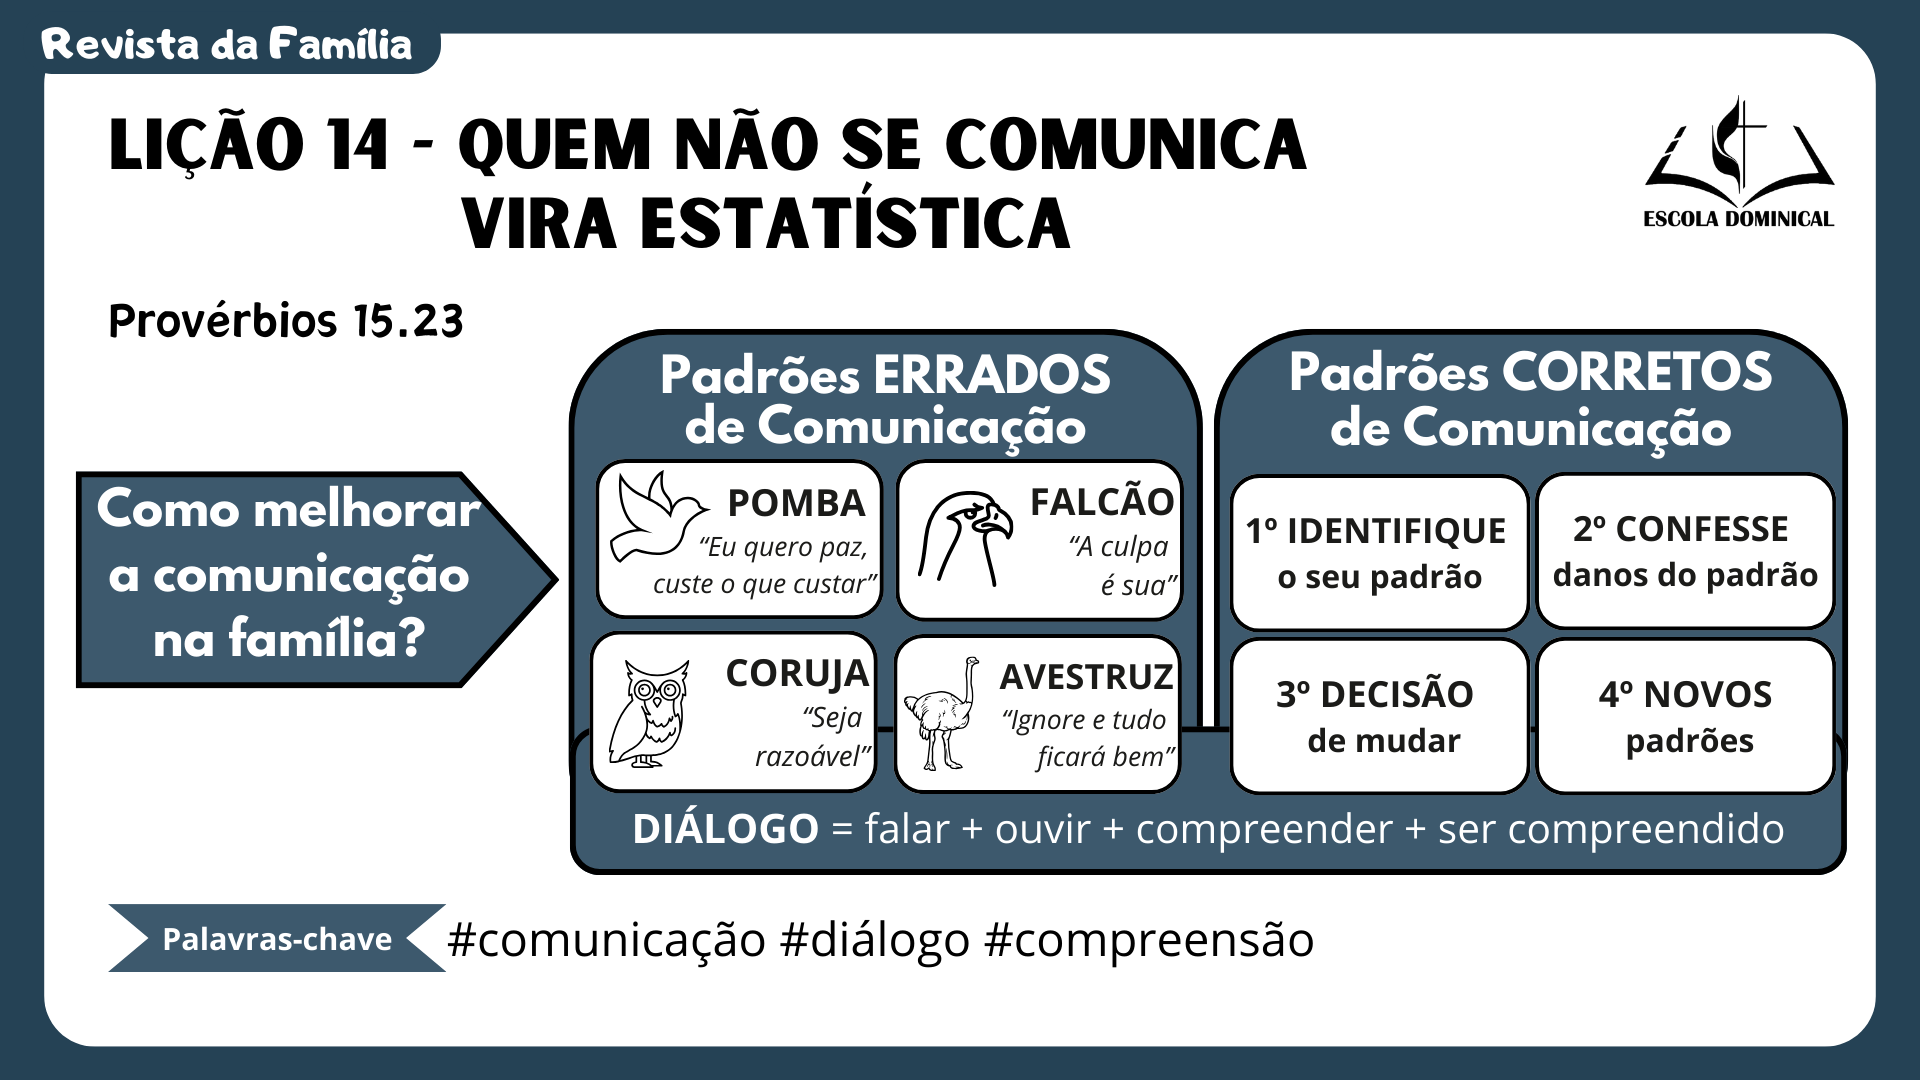 Revista da Família
LIÇÃO 14 - QUEM NÃO SE COMUNICA
VIRA ESTATÍSTICA
ESCOLA DOMINICAL
Provérbios 15.23
Como melhorar
a comunicação
na família?
Padrões ERRADOS
de Comunicação
POMBA
“Eu quero paz,
custe o que custar”
FALCÃO
“A culpa
é sua”
CORUJA
“Seja
razoável”
AVESTRUZ
“Ignore e tudo
ficará bem”
Padrões CORRETOS
de Comunicação
1º IDENTIFIQUE
o seu padrão
2º CONFESSE
danos do padrão
3º DECISÃO
de mudar
4º NOVOS
padrões
DIÁLOGO = falar + ouvir + compreender + ser compreendido
Palavras-chave
#comunicação #diálogo #compreensão